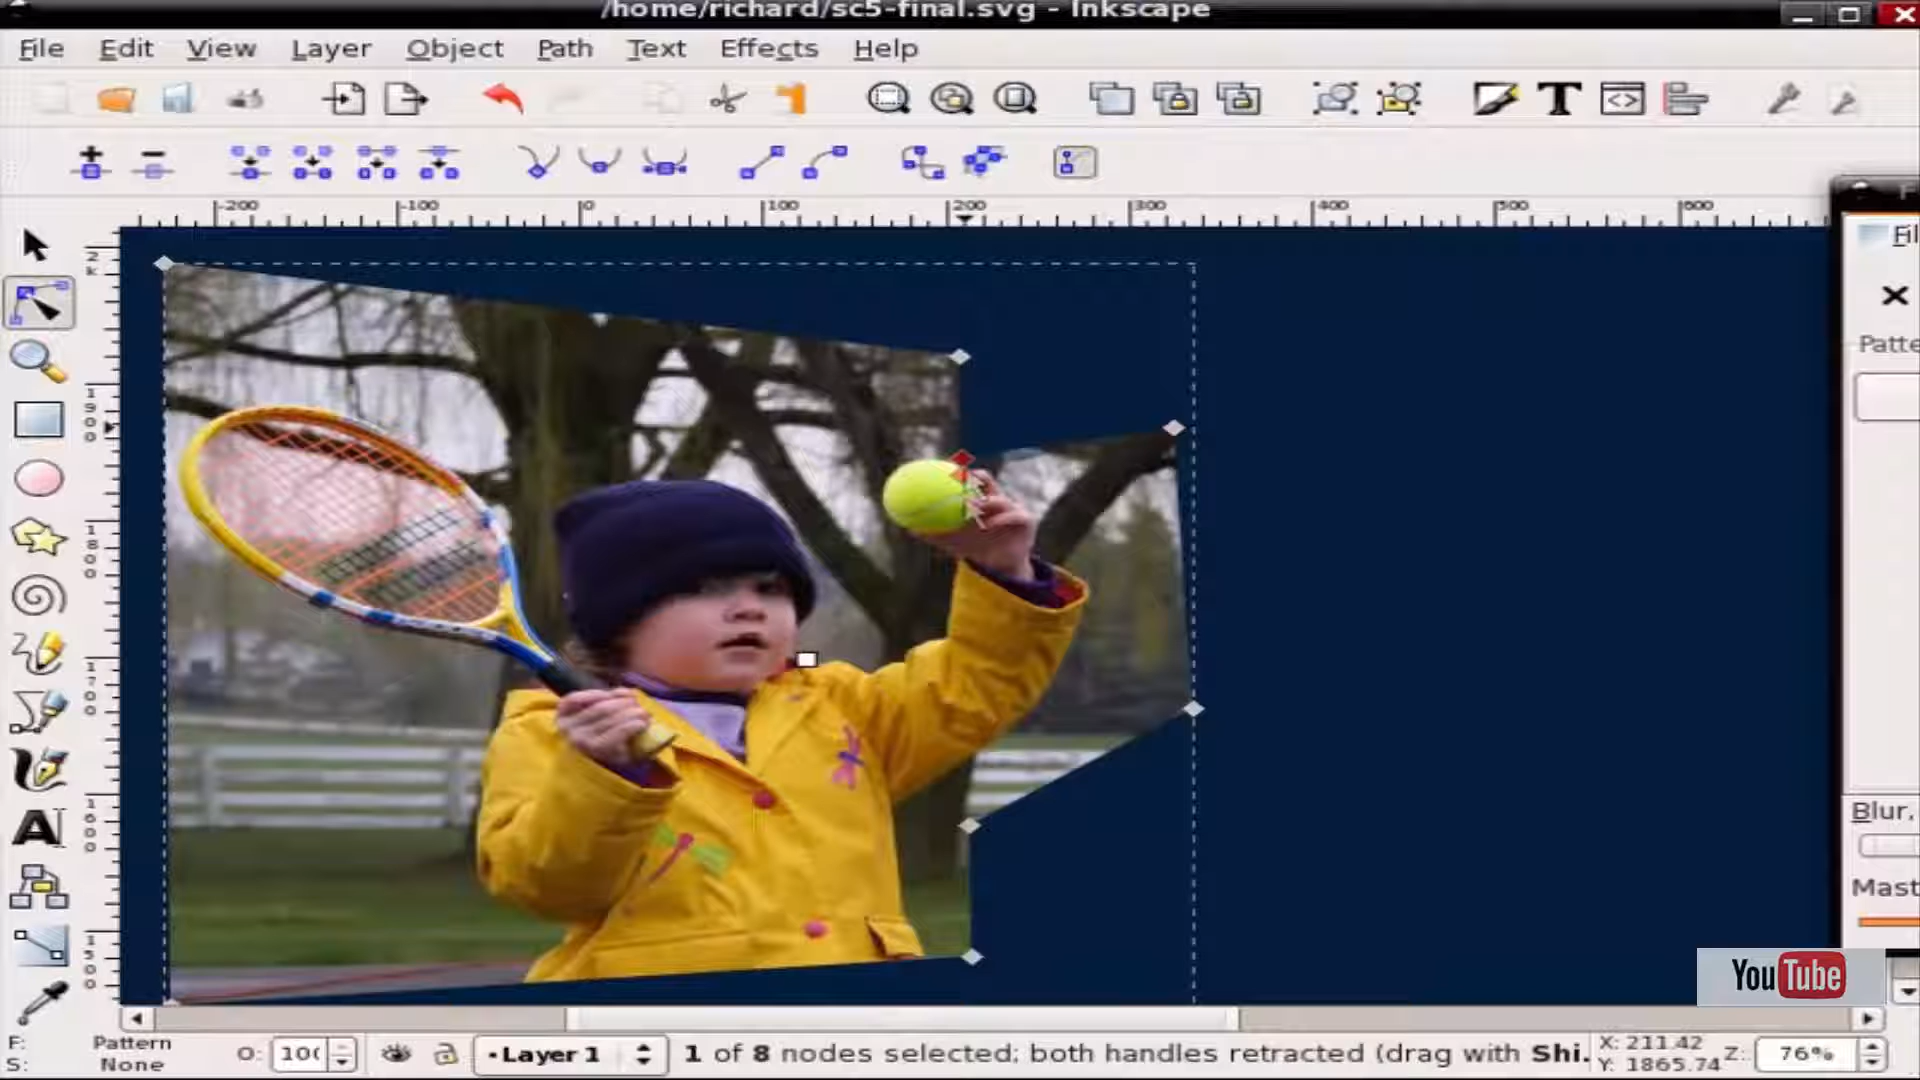 /home/richard/sc5-final.svg - Inkscape
File Edit View Layer Object Path Text Effects Help
-200 -100 0 100 200 300 400 500 600
Fil
Patte
Blur,
Mast
YouTube
F: Pattern
S: None
O: 100
Layer 1
1 of 8 nodes selected; both handles retracted (drag with Shi.
X: 211.42
Y: 1865.74
Z: 76%